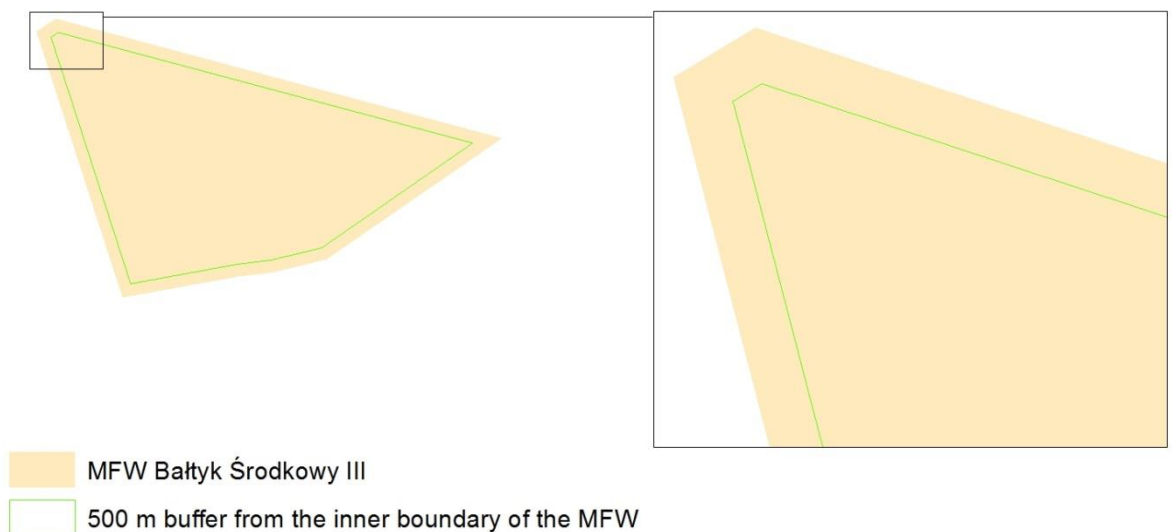 MFW Bałtyk Środkowy III
500 m buffer from the inner boundary of the MFW